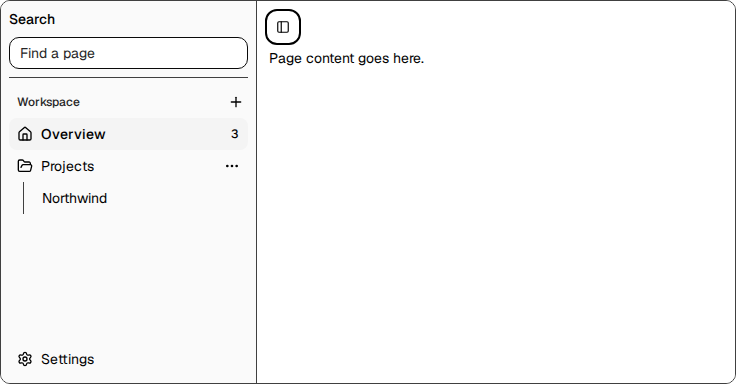 Search
Find a page
Workspace
Overview 3
Projects
Northwind
Settings
Page content goes here.